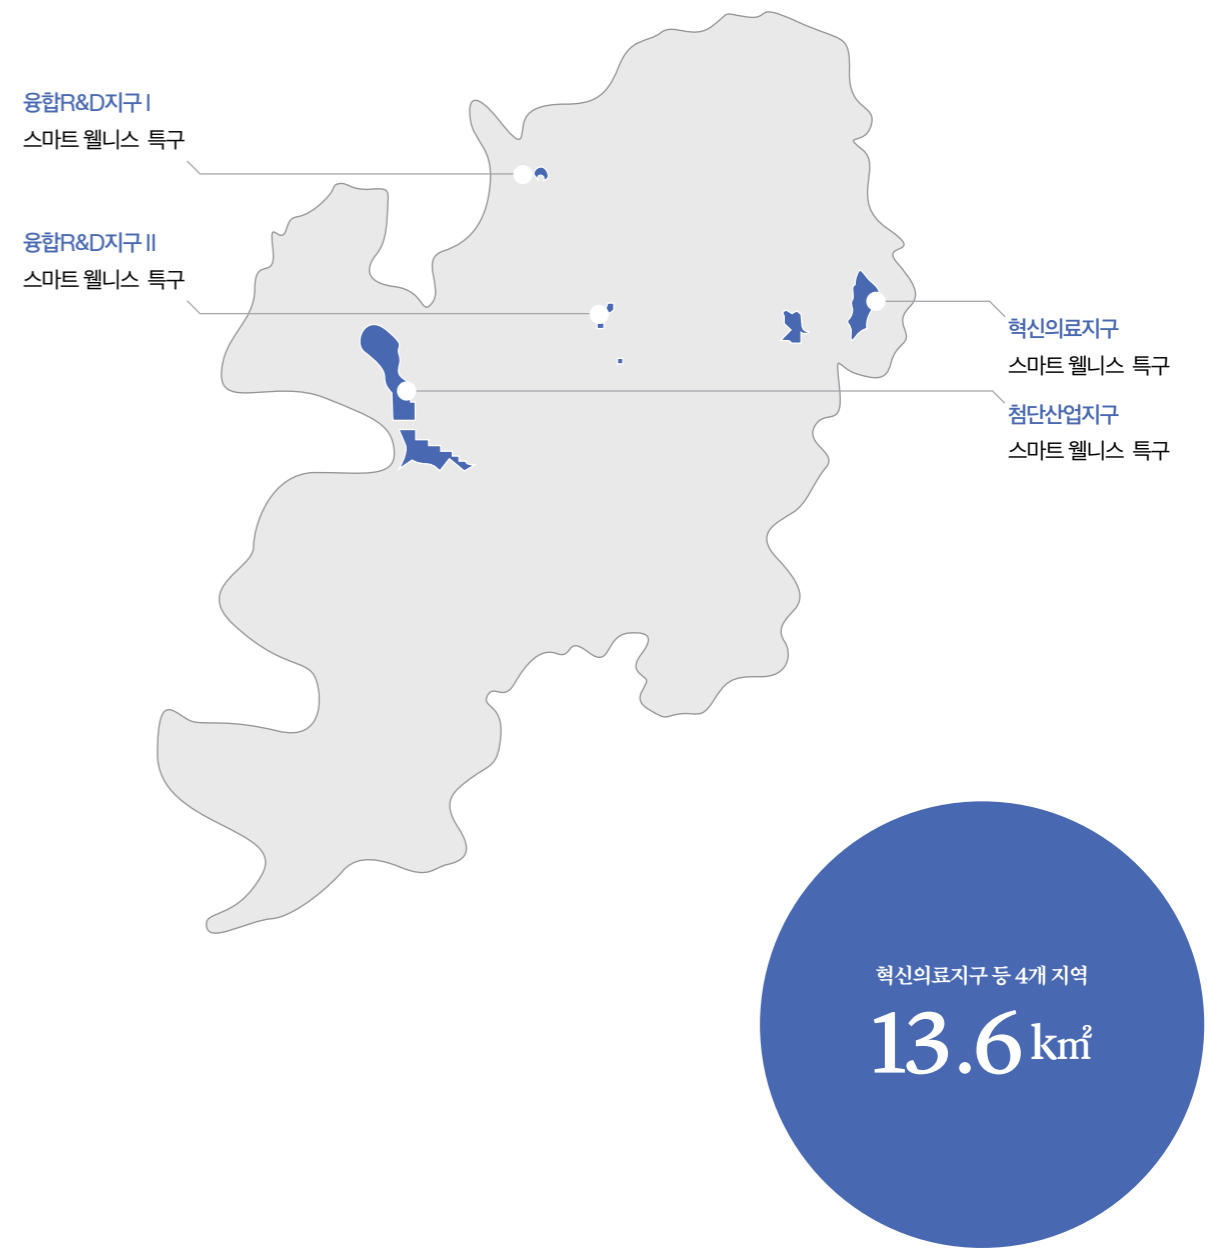 융합R&D지구 I
스마트 웰니스 특구
융합R&D지구 II
스마트 웰니스 특구
혁신의료지구
스마트 웰니스 특구
첨단산업지구
스마트 웰니스 특구
혁신의료지구 등 4개 지역
13.6 km²